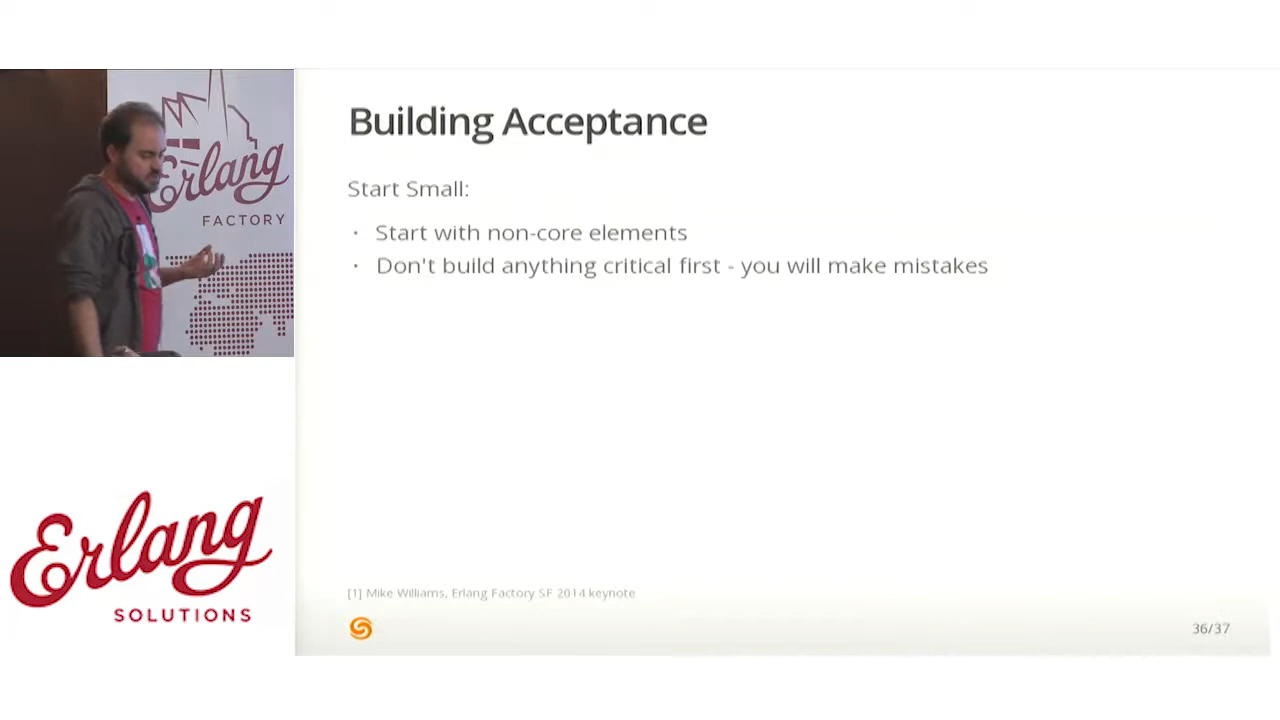 Erlang
FACTORY
Building Acceptance
Start Small:
· Start with non-core elements
· Don't build anything critical first - you will make mistakes
[1] Mike Williams, Erlang Factory SF 2014 keynote
36/37
Erlang
SOLUTIONS